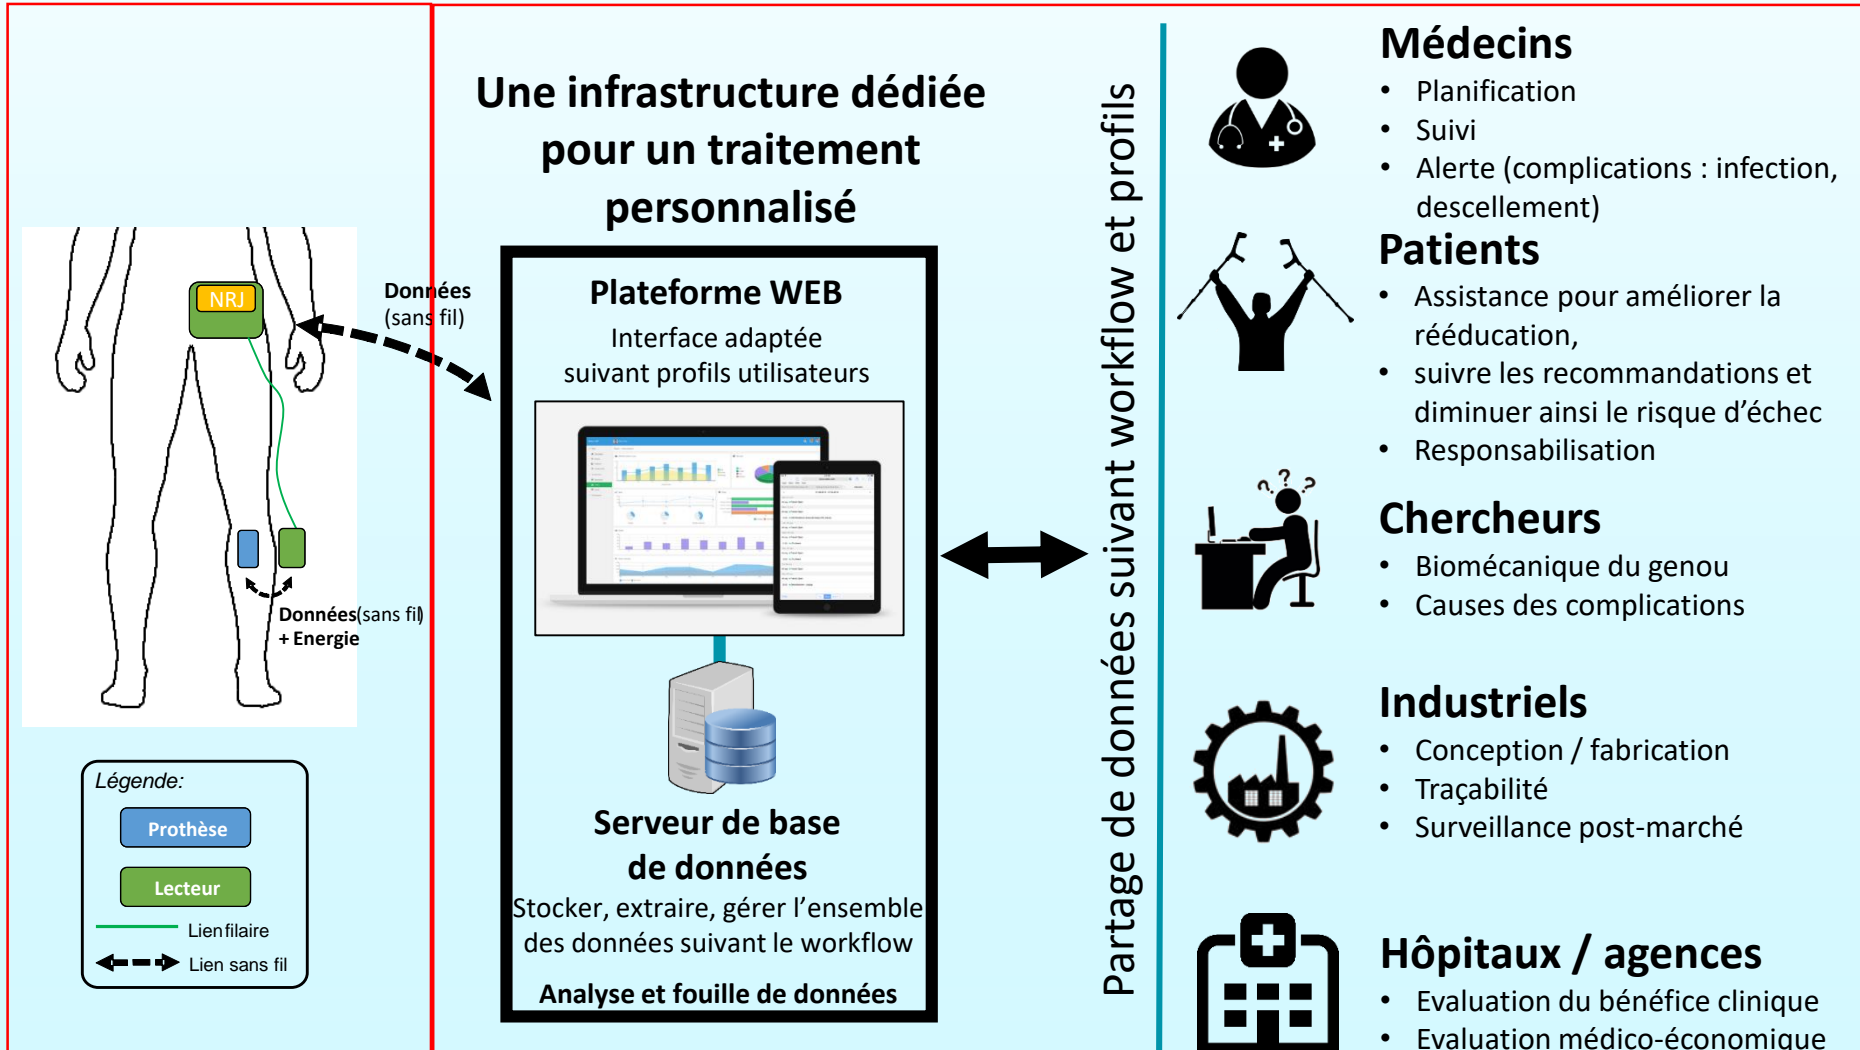 NRJ
Données
(sans fil)
Données(sans fil)
+ Energie
Légende:
Prothèse
Lecteur
Lien filaire
Lien sans fil
Une infrastructure dédiée
pour un traitement
personnalisé
Plateforme WEB
Interface adaptée
suivant profils utilisateurs
Serveur de base
de données
Stocker, extraire, gérer l’ensemble
des données suivant le workflow
Analyse et fouille de données
Partage de données suivant workflow et profils
Médecins
• Planification
• Suivi
• Alerte (complications : infection,
descellement)
Patients
• Assistance pour améliorer la
rééducation,
• suivre les recommandations et
diminuer ainsi le risque d’échec
• Responsabilisation
? ? ?
Chercheurs
• Biomécanique du genou
• Causes des complications
Industriels
• Conception / fabrication
• Traçabilité
• Surveillance post-marché
Hôpitaux / agences
• Evaluation du bénéfice clinique
• Evaluation médico-économique